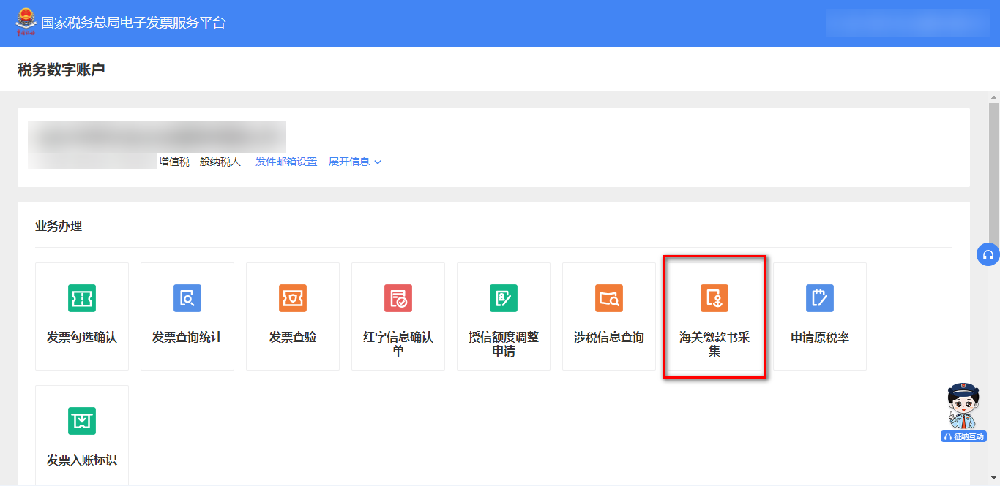 国家税务总局电子发票服务平台
税务数字账户
增值税一般纳税人 发件邮箱设置 展开信息
业务办理
发票勾选确认
发票查询统计
发票查验
红字信息确认
单
授信额度调整
申请
涉税信息查询
海关缴款书采
集
申请原税率
发票入账标识
征纳互动